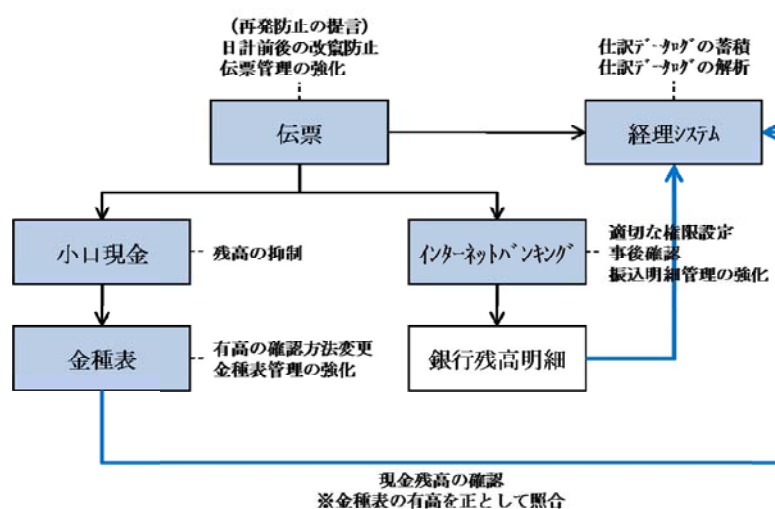 （再発防止の提言）
日計前後の改竄防止
伝票管理の強化
仕訳ﾃﾞｰﾀﾛｸﾞの蓄積
仕訳ﾃﾞｰﾀﾛｸﾞの解析
伝票
経理ｼｽﾃﾑ
小口現金
残高の抑制
ｲﾝﾀｰﾈｯﾄﾊﾞﾝｷﾝｸﾞ
適切な権限設定
事後確認
振込明細管理の強化
金種表
有高の確認方法変更
金種表管理の強化
銀行残高明細
現金残高の確認
※金種表の有高を正として照合